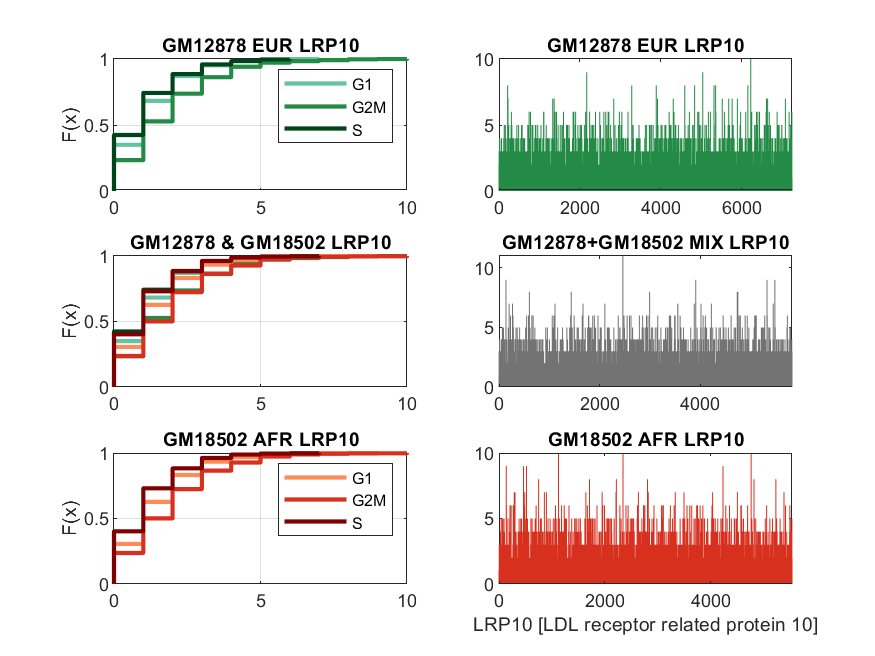 GM12878 EUR LRP10
F(x)
1
0.5
0
0
5
10
G1
G2M
S
GM12878 EUR LRP10
10
5
0
0
2000
4000
6000
GM12878 & GM18502 LRP10
F(x)
1
0.5
0
0
5
10
GM12878+GM18502 MIX LRP10
10
5
0
0
2000
4000
GM18502 AFR LRP10
F(x)
1
0.5
0
0
5
10
G1
G2M
S
GM18502 AFR LRP10
10
5
0
0
2000
4000
LRP10 [LDL receptor related protein 10]